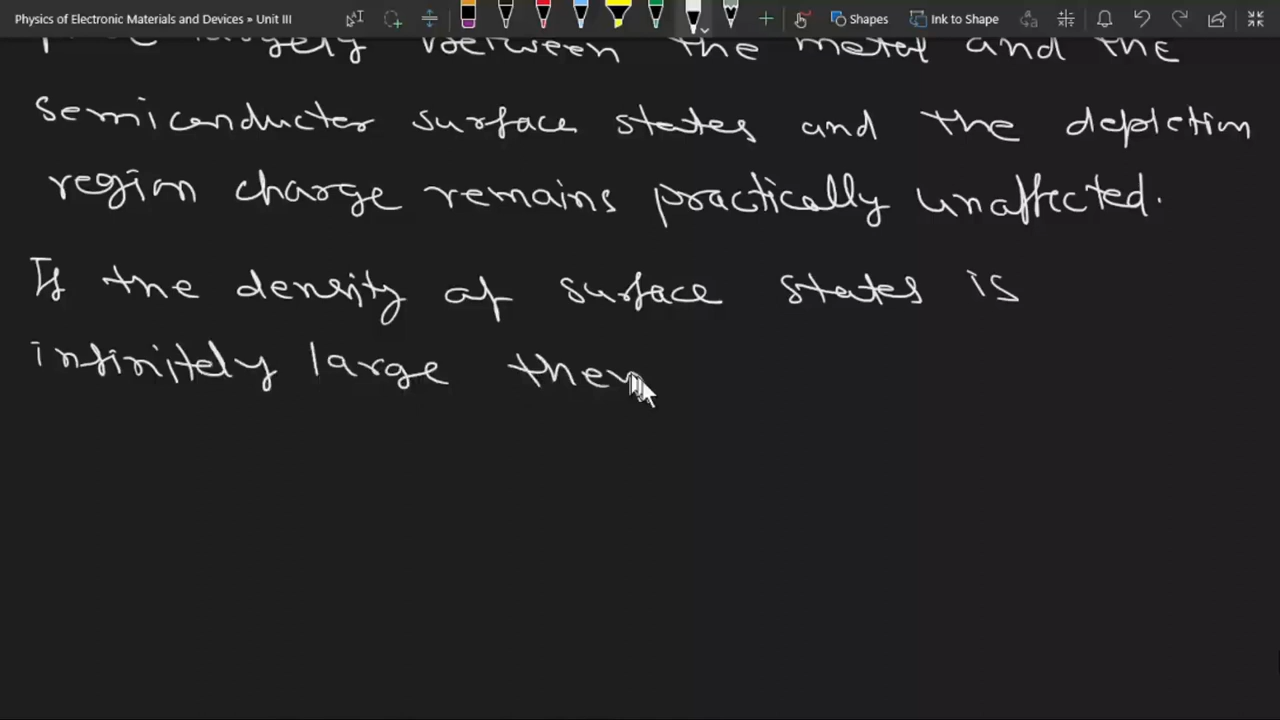 Physics of Electronic Materials and Devices » Unit III
Shapes
Ink to Shape
largely between the metal and the
semiconductor surface states and the depletion
region charge remains practically unaffected.
If the density of surface states is
infinitely large then